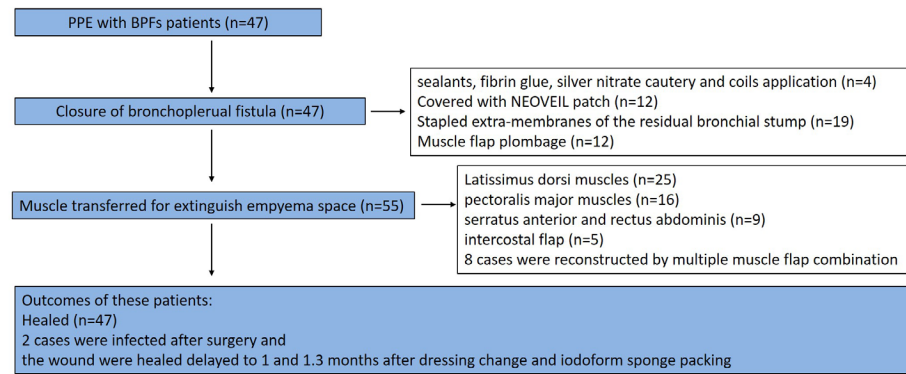 PPE with BPFs patients (n=47)
Closure of bronchoplerual fistula (n=47)
sealants, fibrin glue, silver nitrate cautery and coils application (n=4)
Covered with NEOVEIL patch (n=12)
Stapled extra-membranes of the residual bronchial stump (n=19)
Muscle flap plombage (n=12)
Muscle transferred for extinguish empyema space (n=55)
Latissimus dorsi muscles (n=25)
pectoralis major muscles (n=16)
serratus anterior and rectus abdominis (n=9)
intercostal flap (n=5)
8 cases were reconstructed by multiple muscle flap combination
Outcomes of these patients:
Healed (n=47)
2 cases were infected after surgery and
the wound were healed delayed to 1 and 1.3 months after dressing change and iodoform sponge packing